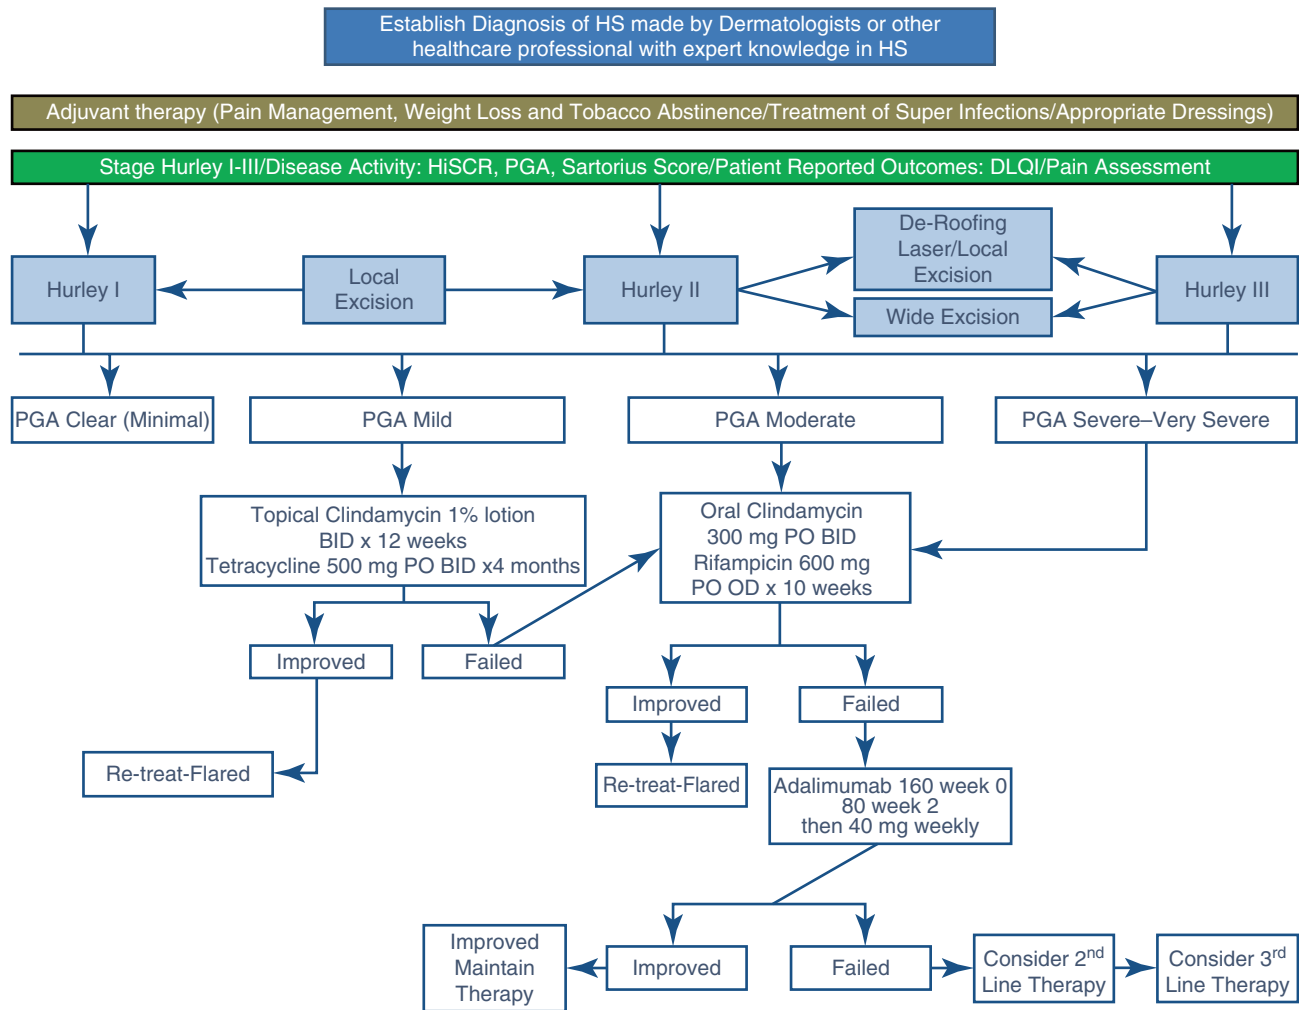 Establish Diagnosis of HS made by Dermatologists or other
healthcare professional with expert knowledge in HS
Adjuvant therapy (Pain Management, Weight Loss and Tobacco Abstinence/Treatment of Super Infections/Appropriate Dressings)
Stage Hurley I-III/Disease Activity: HiSCR, PGA, Sartorius Score/Patient Reported Outcomes: DLQI/Pain Assessment
Hurley I
Local
Excision
Hurley II
De-Roofing
Laser/Local
Excision
Wide Excision
Hurley III
PGA Clear (Minimal)
PGA Mild
PGA Moderate
PGA Severe–Very Severe
Topical Clindamycin 1% lotion
BID x 12 weeks
Tetracycline 500 mg PO BID x4 months
Oral Clindamycin
300 mg PO BID
Rifampicin 600 mg
PO OD x 10 weeks
Improved
Failed
Improved
Failed
Re-treat-Flared
Re-treat-Flared
Adalimumab 160 week 0
80 week 2
then 40 mg weekly
Improved
Maintain
Therapy
Improved
Failed
Consider 2nd
Line Therapy
Consider 3rd
Line Therapy